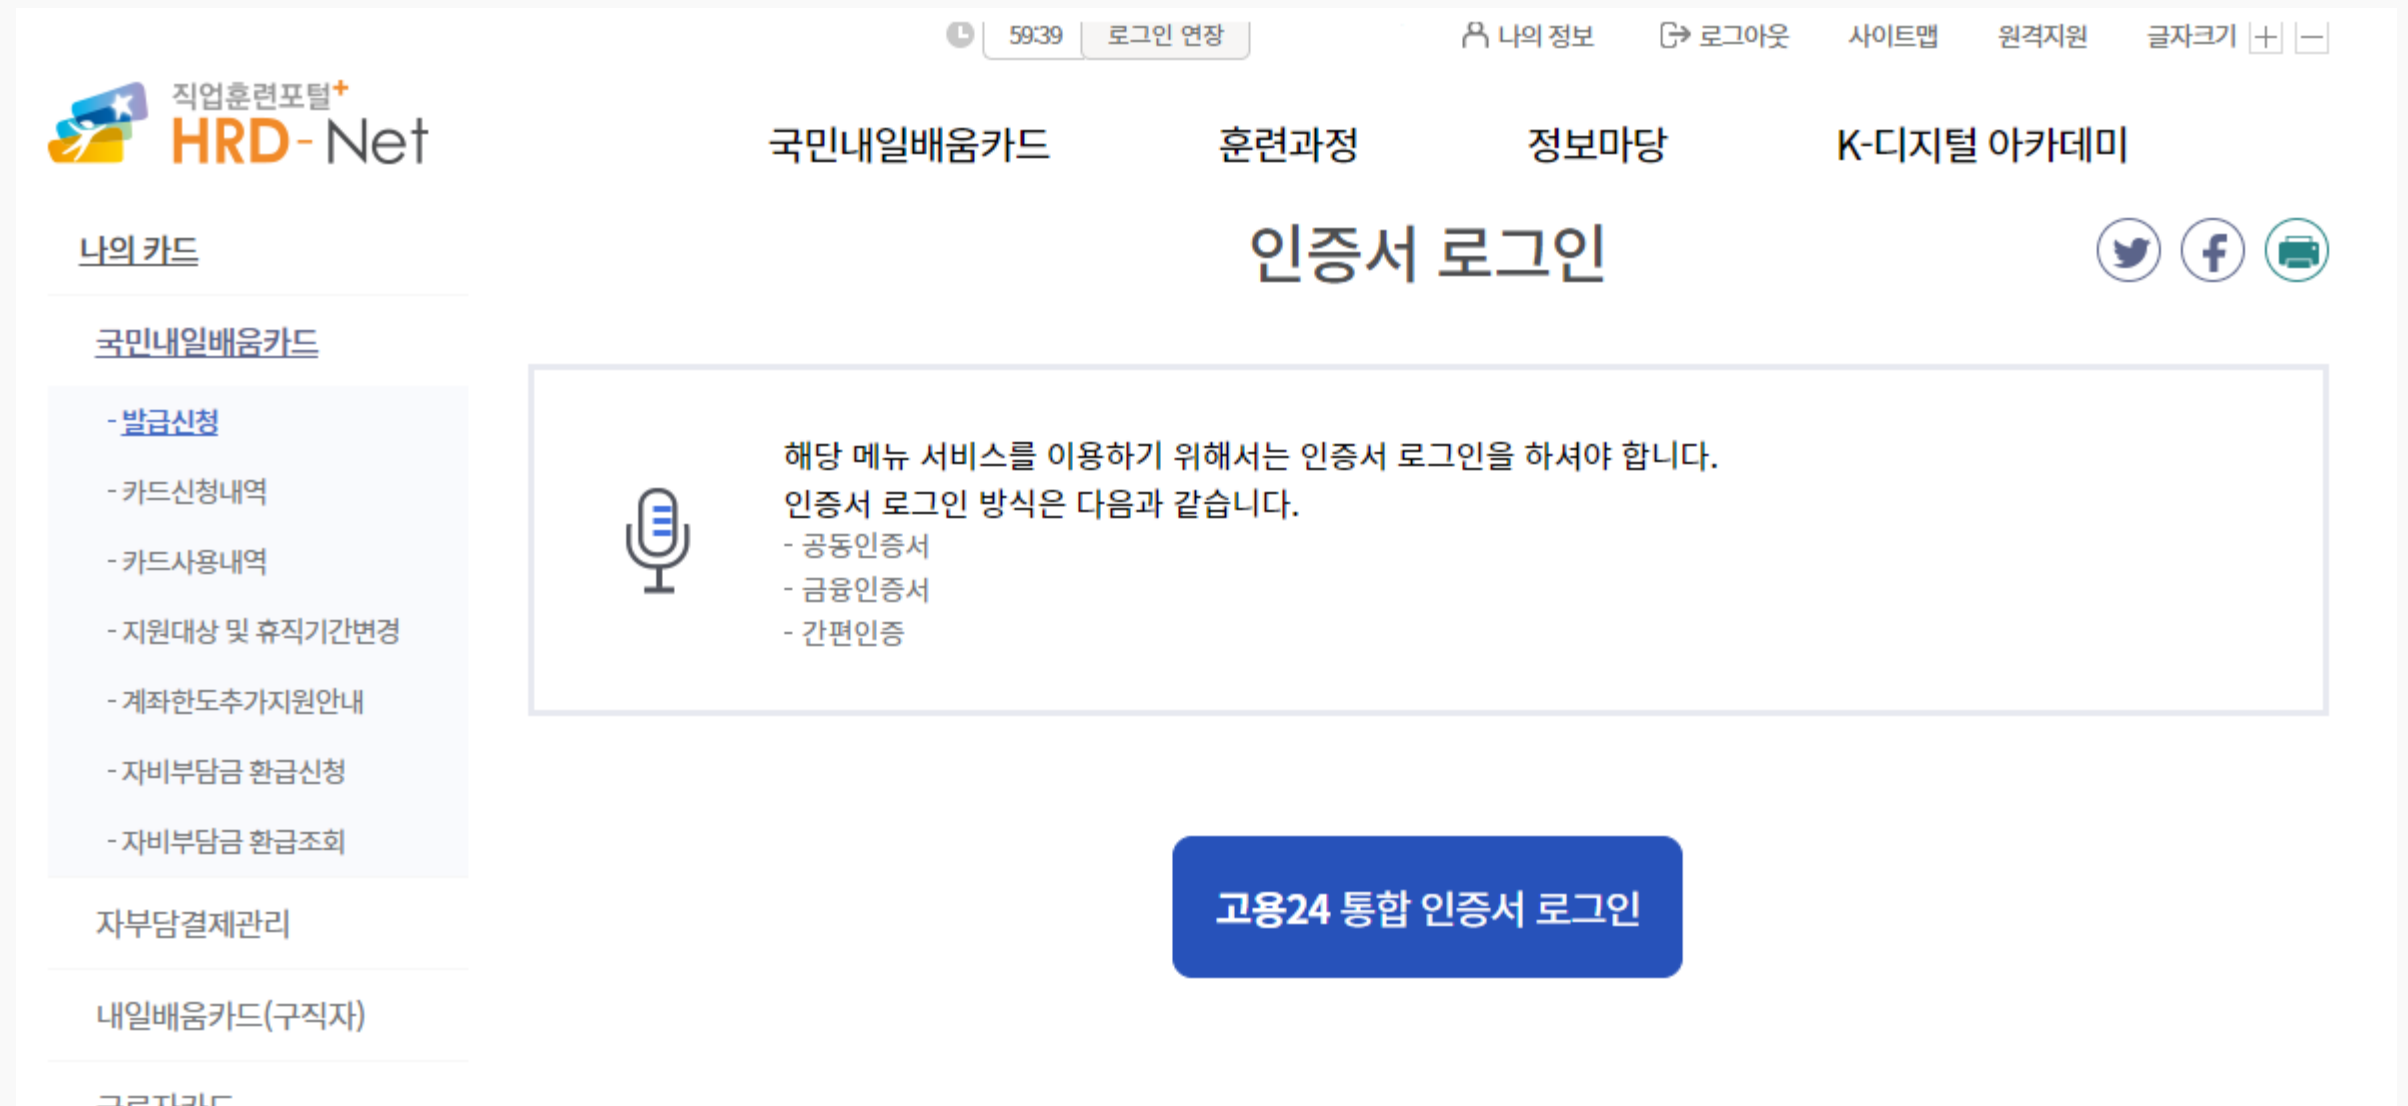 59:39 로그인 연장 나의 정보 로그아웃 사이트맵 원격지원 글자크기 + −
직업훈련포털+
HRD-Net
국민내일배움카드 훈련과정 정보마당 K-디지털 아카데미
나의 카드
국민내일배움카드
- 발급신청
- 카드신청내역
- 카드사용내역
- 지원대상 및 휴직기간변경
- 계좌한도추가지원안내
- 자비부담금 환급신청
- 자비부담금 환급조회
자부담결제관리
내일배움카드(구직자)
인증서 로그인
해당 메뉴 서비스를 이용하기 위해서는 인증서 로그인을 하셔야 합니다.
인증서 로그인 방식은 다음과 같습니다.
- 공동인증서
- 금융인증서
- 간편인증
고용24 통합 인증서 로그인